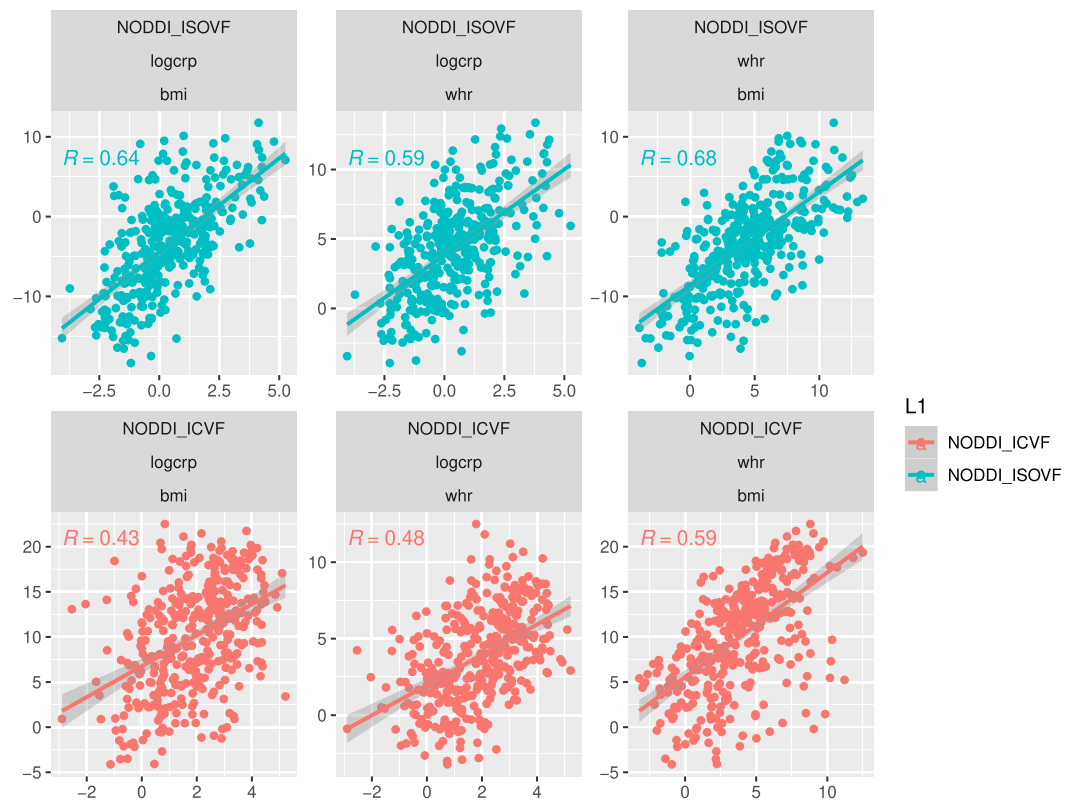 NODDI_ISOVF
logcrp
bmi
R = 0.64
10
0
−10
−2.5 0.0 2.5 5.0
NODDI_ISOVF
logcrp
whr
R = 0.59
10
5
0
−2.5 0.0 2.5 5.0
NODDI_ISOVF
whr
bmi
R = 0.68
10
0
−10
0 5 10
NODDI_ICVF
logcrp
bmi
R = 0.43
20
15
10
5
0
−5
−2 0 2 4
NODDI_ICVF
logcrp
whr
R = 0.48
10
5
0
−2 0 2 4
NODDI_ICVF
whr
bmi
R = 0.59
20
15
10
5
0
−5
0 5 10
L1
a NODDI_ICVF
a NODDI_ISOVF